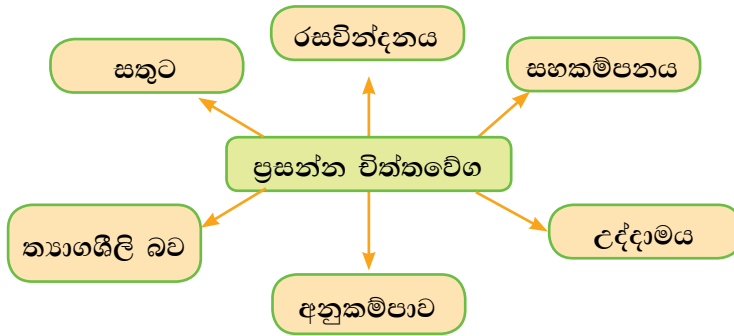 රසවින්දනය
සතුට
සහකම්පනය
ප්‍රසන්න චිත්තවේග
ත්‍යාගශීලි බව
උද්දාමය
අනුකම්පාව